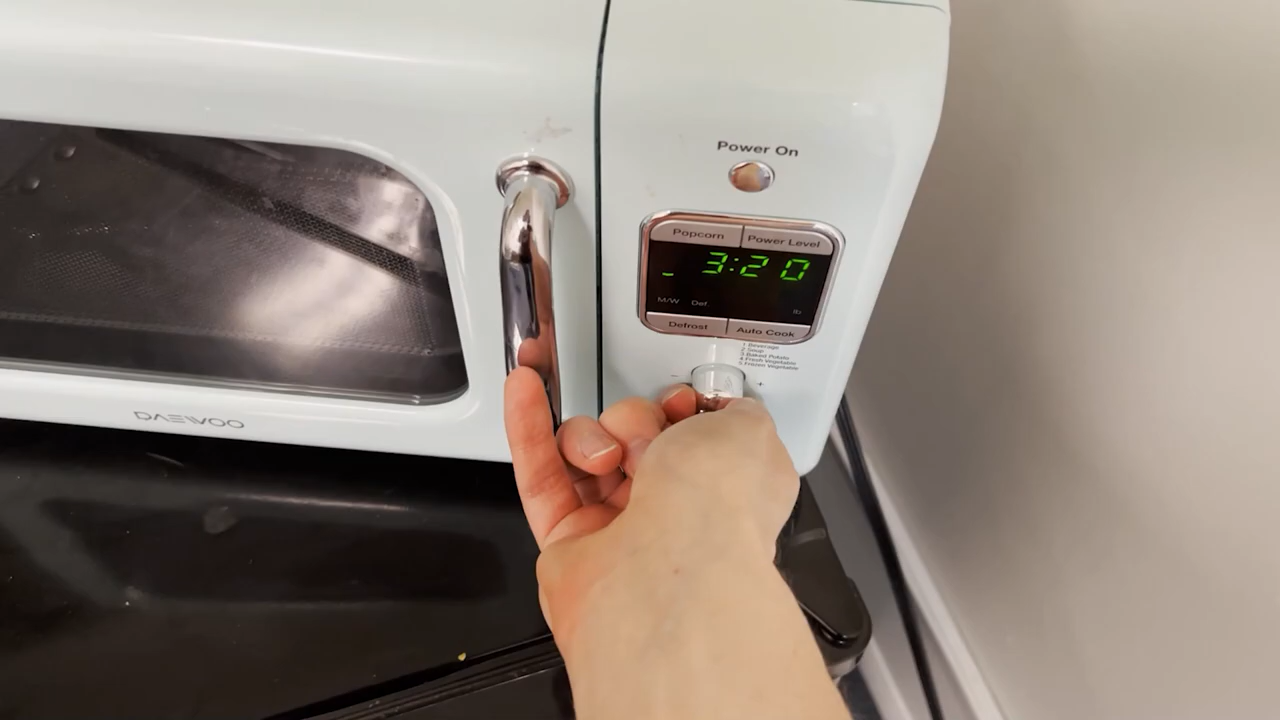 Power On
Popcorn
Power Level
3:20
M/W Def
lb
Defrost
Auto Cook
1 Beverage
2 Soup
3 Baked Potato
4 Fresh Vegetable
5 Frozen Vegetable
- +
DAEWOO